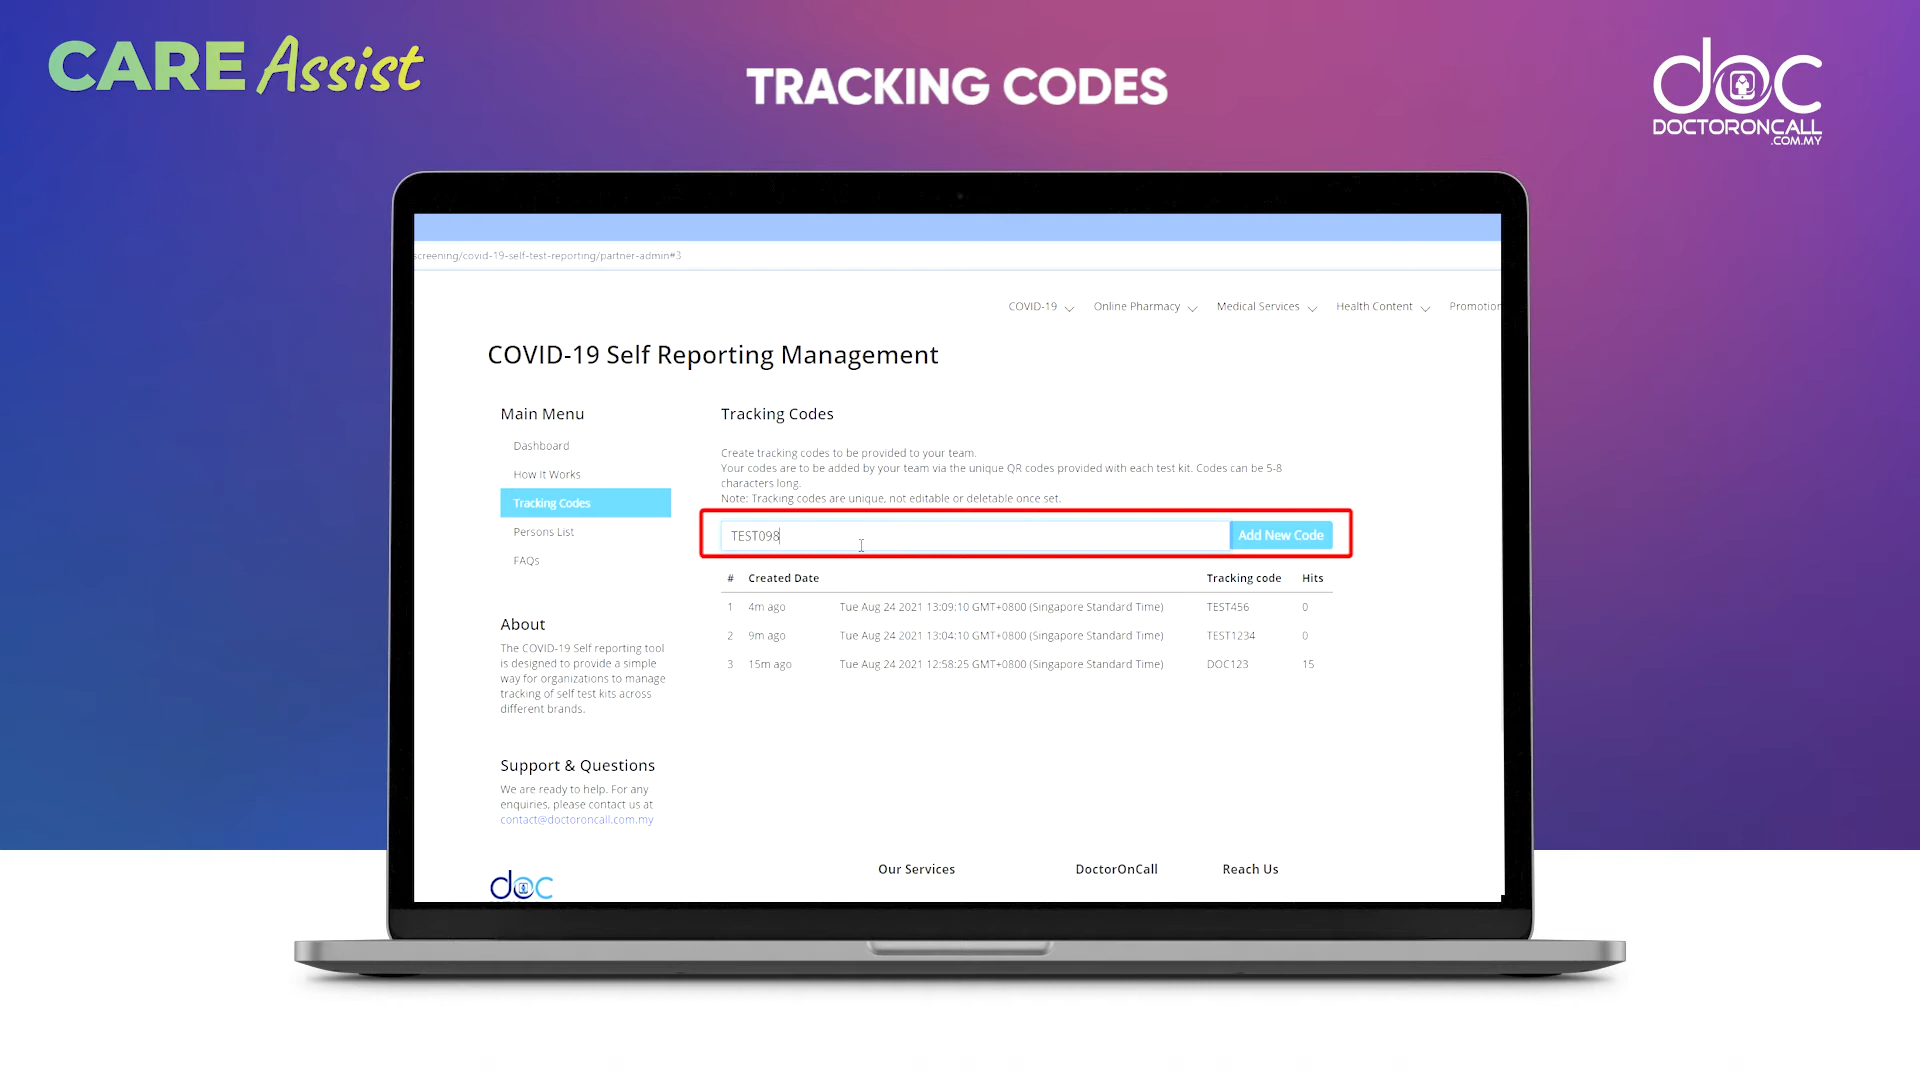 CARE Assist
TRACKING CODES
doc
DOCTORONCALL
.COM.MY
screening/covid-19-self-test-reporting/partner-admin#3
COVID-19 Online Pharmacy Medical Services Health Content Promotion
COVID-19 Self Reporting Management
Main Menu
Dashboard
How It Works
Tracking Codes
Persons List
FAQs
About
The COVID-19 Self reporting tool
is designed to provide a simple
way for organizations to manage
tracking of self test kits across
different brands.
Support & Questions
We are ready to help. For any
enquiries, please contact us at
contact@doctoroncall.com.my
Tracking Codes
Create tracking codes to be provided to your team.
Your codes are to be added by your team via the unique QR codes provided with each test kit. Codes can be 5-8
characters long.
Note: Tracking codes are unique, not editable or deletable once set.
TEST098 Add New Code
# Created Date Tracking code Hits
1 4m ago Tue Aug 24 2021 13:09:10 GMT+0800 (Singapore Standard Time) TEST456 0
2 9m ago Tue Aug 24 2021 13:04:10 GMT+0800 (Singapore Standard Time) TEST1234 0
3 15m ago Tue Aug 24 2021 12:58:25 GMT+0800 (Singapore Standard Time) DOC123 15
doc
Our Services DoctorOnCall Reach Us